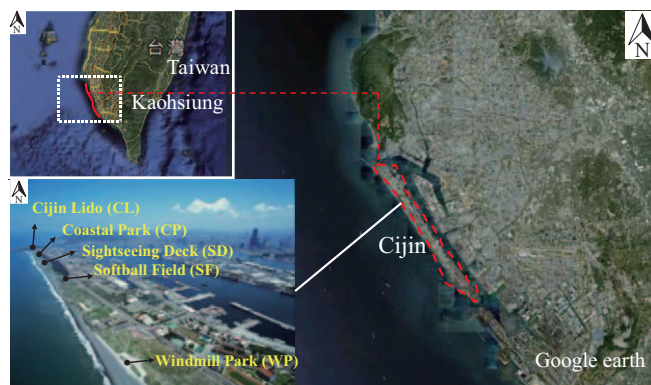 N
台灣
Taiwan
Kaohsiung
N
Cijin Lido (CL)
Coastal Park (CP)
Sightseeing Deck (SD)
Softball Field (SF)
Windmill Park (WP)
N
Cijin
Google earth